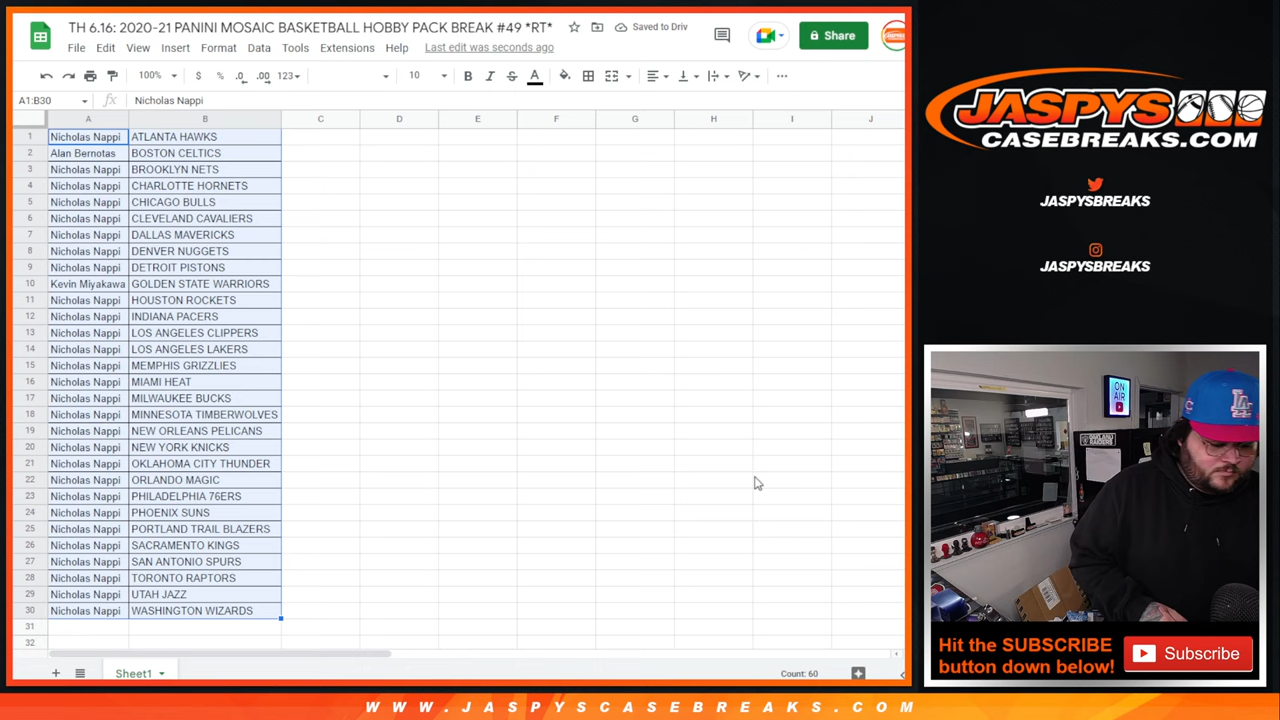 TH 6.16: 2020-21 PANINI MOSAIC BASKETBALL HOBBY PACK BREAK #49 *RT*
Saved to Driv
File Edit View Insert Format Data Tools Extensions Help Last edit was seconds ago
Share
100% $ % .0 .00 123 10 B I S A
A1:B30 fx Nicholas Nappi
A B C D E F G H I J
1 Nicholas Nappi ATLANTA HAWKS
2 Alan Bernotas BOSTON CELTICS
3 Nicholas Nappi BROOKLYN NETS
4 Nicholas Nappi CHARLOTTE HORNETS
5 Nicholas Nappi CHICAGO BULLS
6 Nicholas Nappi CLEVELAND CAVALIERS
7 Nicholas Nappi DALLAS MAVERICKS
8 Nicholas Nappi DENVER NUGGETS
9 Nicholas Nappi DETROIT PISTONS
10 Kevin Miyakawa GOLDEN STATE WARRIORS
11 Nicholas Nappi HOUSTON ROCKETS
12 Nicholas Nappi INDIANA PACERS
13 Nicholas Nappi LOS ANGELES CLIPPERS
14 Nicholas Nappi LOS ANGELES LAKERS
15 Nicholas Nappi MEMPHIS GRIZZLIES
16 Nicholas Nappi MIAMI HEAT
17 Nicholas Nappi MILWAUKEE BUCKS
18 Nicholas Nappi MINNESOTA TIMBERWOLVES
19 Nicholas Nappi NEW ORLEANS PELICANS
20 Nicholas Nappi NEW YORK KNICKS
21 Nicholas Nappi OKLAHOMA CITY THUNDER
22 Nicholas Nappi ORLANDO MAGIC
23 Nicholas Nappi PHILADELPHIA 76ERS
24 Nicholas Nappi PHOENIX SUNS
25 Nicholas Nappi PORTLAND TRAIL BLAZERS
26 Nicholas Nappi SACRAMENTO KINGS
27 Nicholas Nappi SAN ANTONIO SPURS
28 Nicholas Nappi TORONTO RAPTORS
29 Nicholas Nappi UTAH JAZZ
30 Nicholas Nappi WASHINGTON WIZARDS
31
32
Sheet1
Count: 60
JASPYS
CASEBREAKS.COM
JASPYSBREAKS
JASPYSBREAKS
ON
AIR
LA
Hit the SUBSCRIBE
button down below!
Subscribe
WWW.JASPYSCASEBREAKS.COM